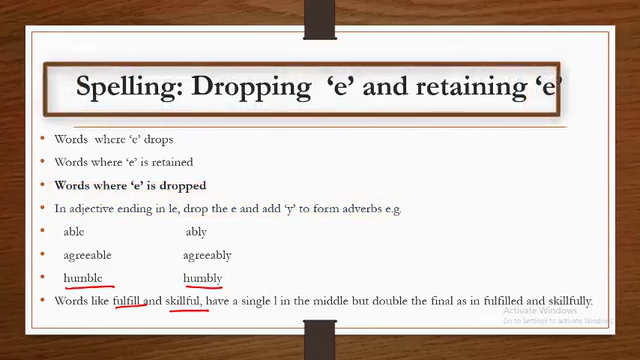 Spelling: Dropping ‘e’ and retaining ‘e’
• Words where ‘e’ drops
• Words where ‘e’ is retained
• Words where ‘e’ is dropped
• In adjective ending in le, drop the e and add ‘y’ to form adverbs e.g.
• able ably
• agreeable agreeably
• humble humbly
• Words like fulfill and skillful, have a single l in the middle but double the final as in fulfilled and skillfully.
Activate Windows
Go to Settings to activate Windows.